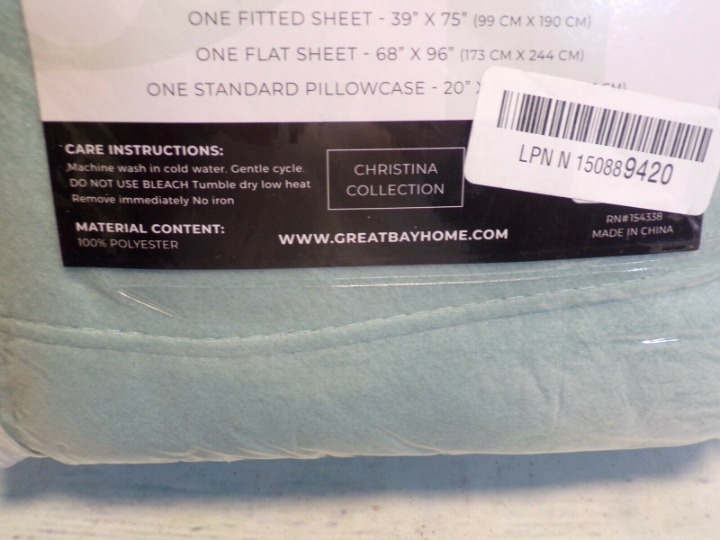 ONE FITTED SHEET - 39" X 75" (99 CM X 190 CM)
ONE FLAT SHEET - 68" X 96" (173 CM X 244 CM)
ONE STANDARD PILLOWCASE - 20" X CM)
LPN N 150889420
CARE INSTRUCTIONS:
Machine wash in cold water. Gentle cycle.
DO NOT USE BLEACH Tumble dry low heat
Remove immediately No iron
MATERIAL CONTENT:
100% POLYESTER
CHRISTINA
COLLECTION
WWW.GREATBAYHOME.COM
RN#154338
MADE IN CHINA